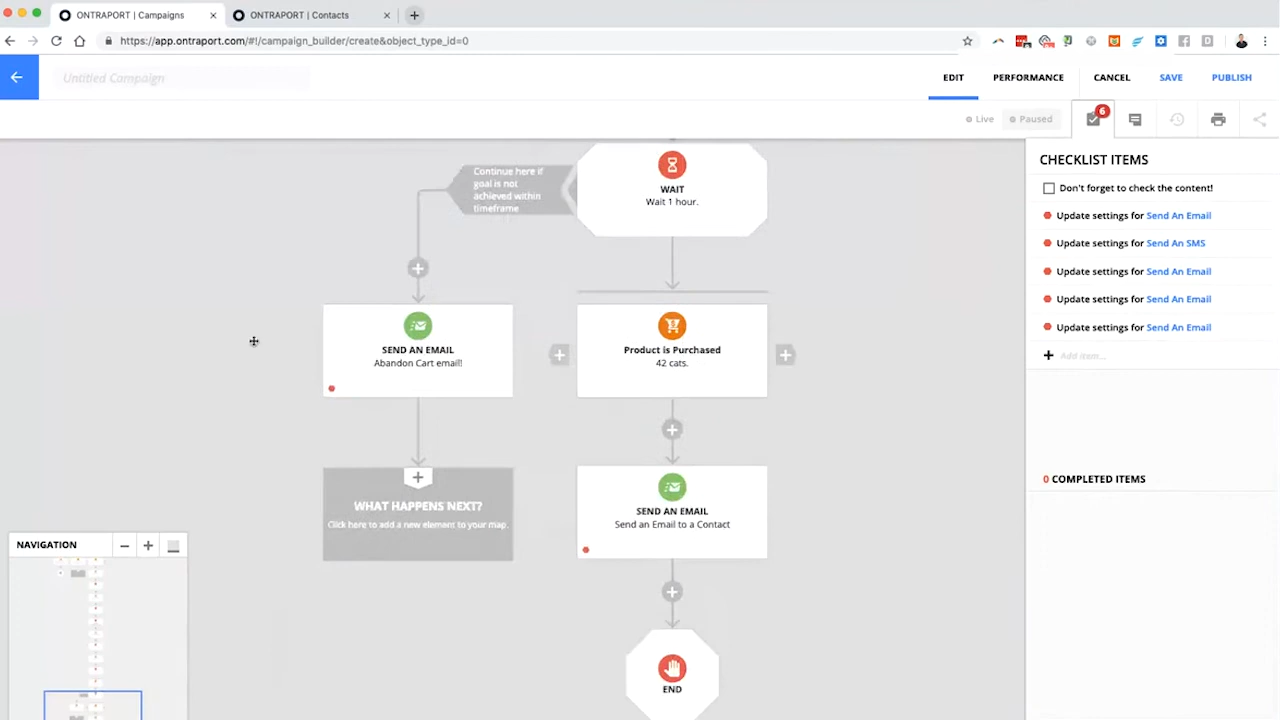 ONTRAPORT | Campaigns
ONTRAPORT | Contacts
https://app.ontraport.com/#!/campaign_builder/create&object_type_id=0
Untitled Campaign
EDIT
PERFORMANCE
CANCEL
SAVE
PUBLISH
Live
Paused
6
CHECKLIST ITEMS
Don't forget to check the content!
Update settings for Send An Email
Update settings for Send An SMS
Update settings for Send An Email
Update settings for Send An Email
Update settings for Send An Email
Add item...
0 COMPLETED ITEMS
Continue here if
goal is not
achieved within
timeframe
WAIT
Wait 1 hour.
SEND AN EMAIL
Abandon Cart email!
Product is Purchased
42 cats.
WHAT HAPPENS NEXT?
Click here to add a new element to your map.
SEND AN EMAIL
Send an Email to a Contact
END
NAVIGATION